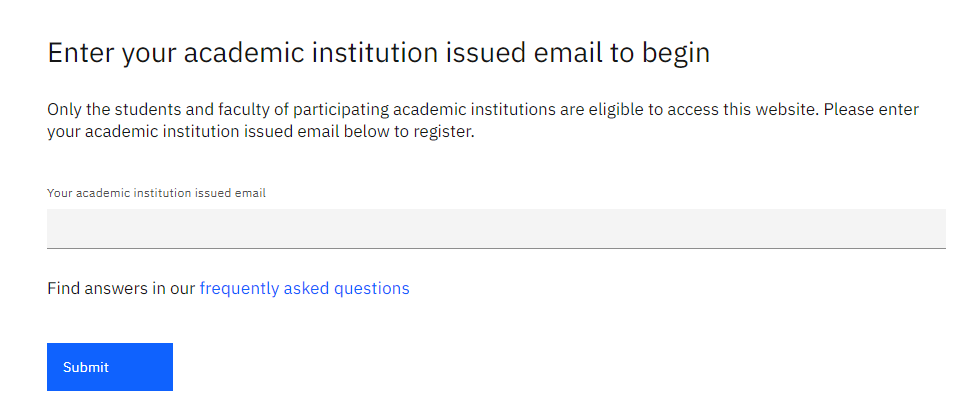 Enter your academic institution issued email to begin
Only the students and faculty of participating academic institutions are eligible to access this website. Please enter
your academic institution issued email below to register.
Your academic institution issued email
Find answers in our frequently asked questions
Submit